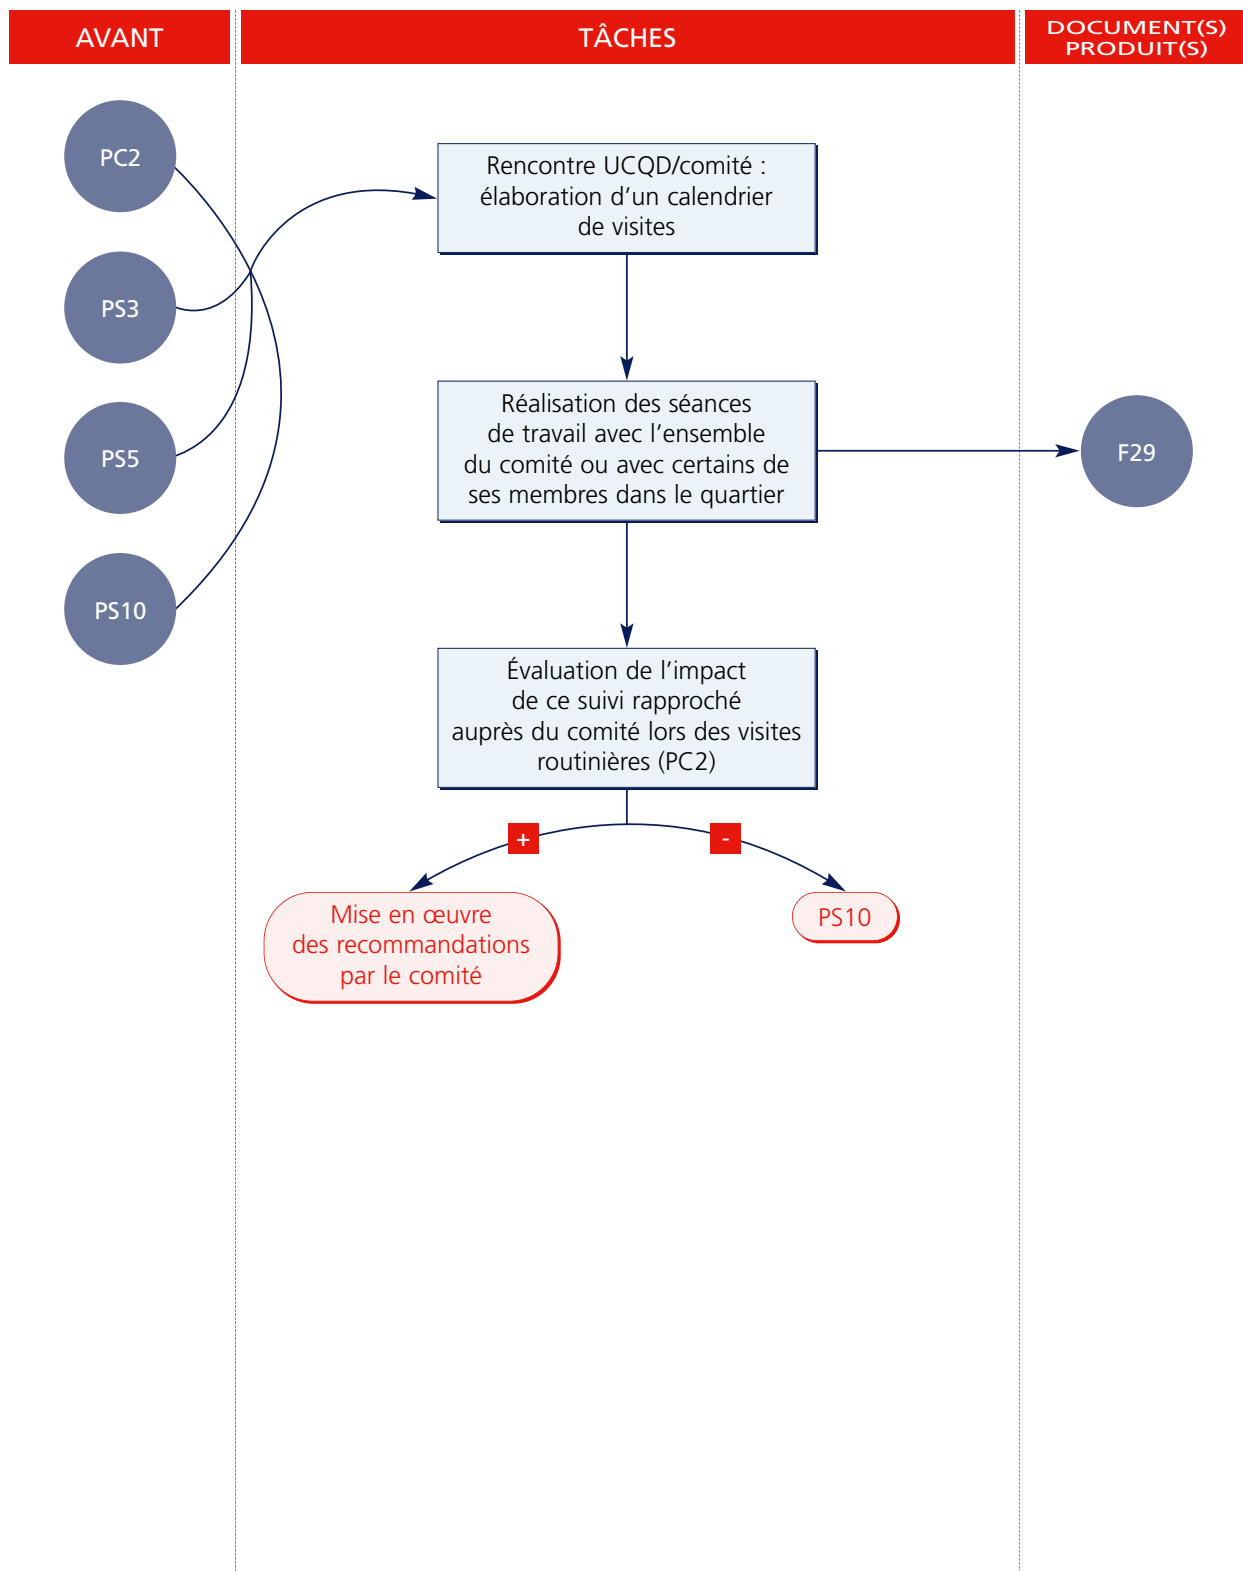 AVANT
TÂCHES
DOCUMENT(S)
PRODUIT(S)
PC2
PS3
PS5
PS10
Rencontre UCQD/comité :
élaboration d’un calendrier
de visites
Réalisation des séances
de travail avec l’ensemble
du comité ou avec certains de
ses membres dans le quartier
F29
Évaluation de l’impact
de ce suivi rapproché
auprès du comité lors des visites
routinières (PC2)
+
-
Mise en œuvre
des recommandations
par le comité
PS10